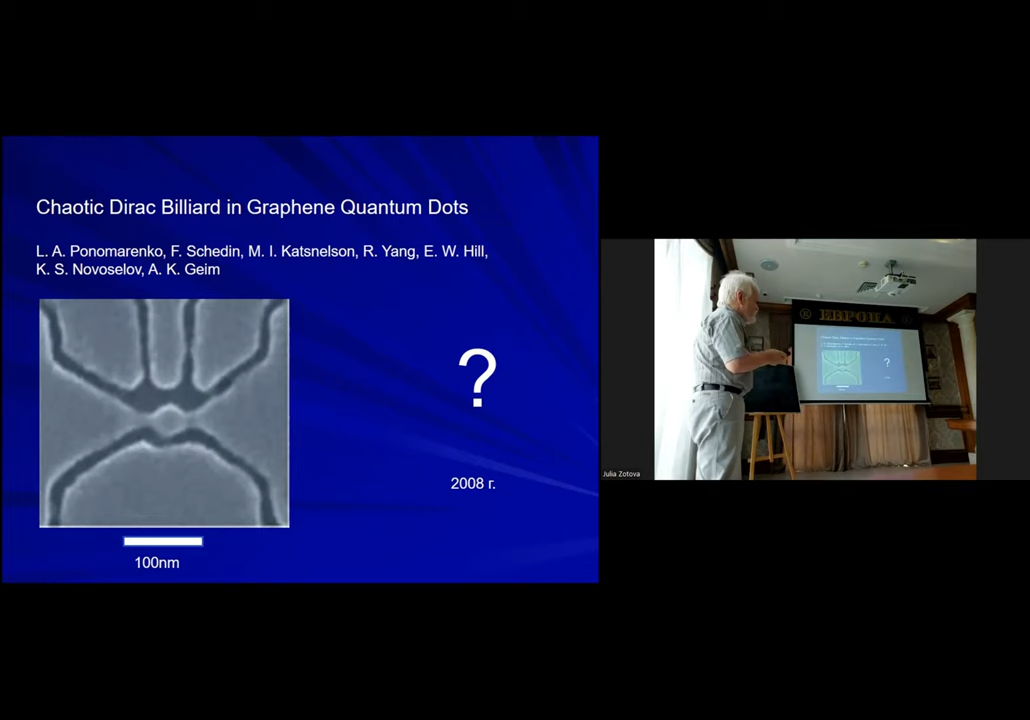 Chaotic Dirac Billiard in Graphene Quantum Dots
L. A. Ponomarenko, F. Schedin, M. I. Katsnelson, R. Yang, E. W. Hill,
K. S. Novoselov, A. K. Geim
?
2008 г.
100nm
ЕВРОПА
?
Julia Zotova